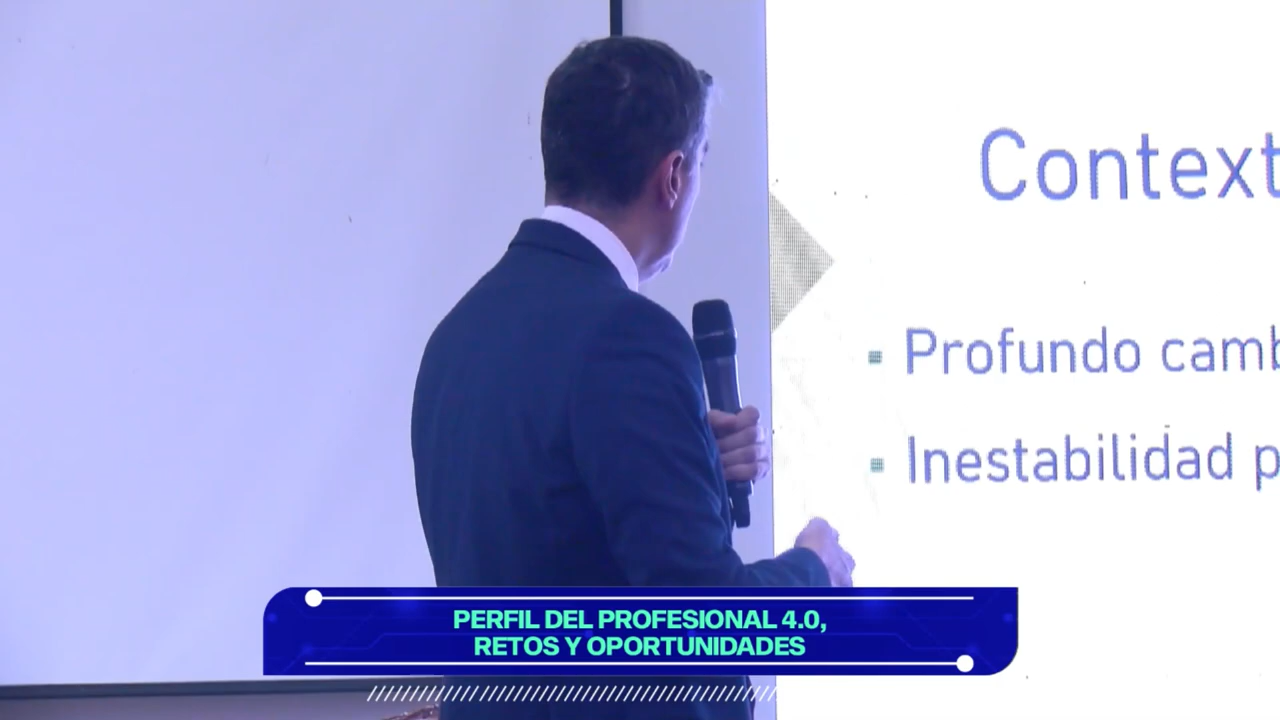 Context
Profundo camb
Inestabilidad p
PERFIL DEL PROFESIONAL 4.0,
RETOS Y OPORTUNIDADES